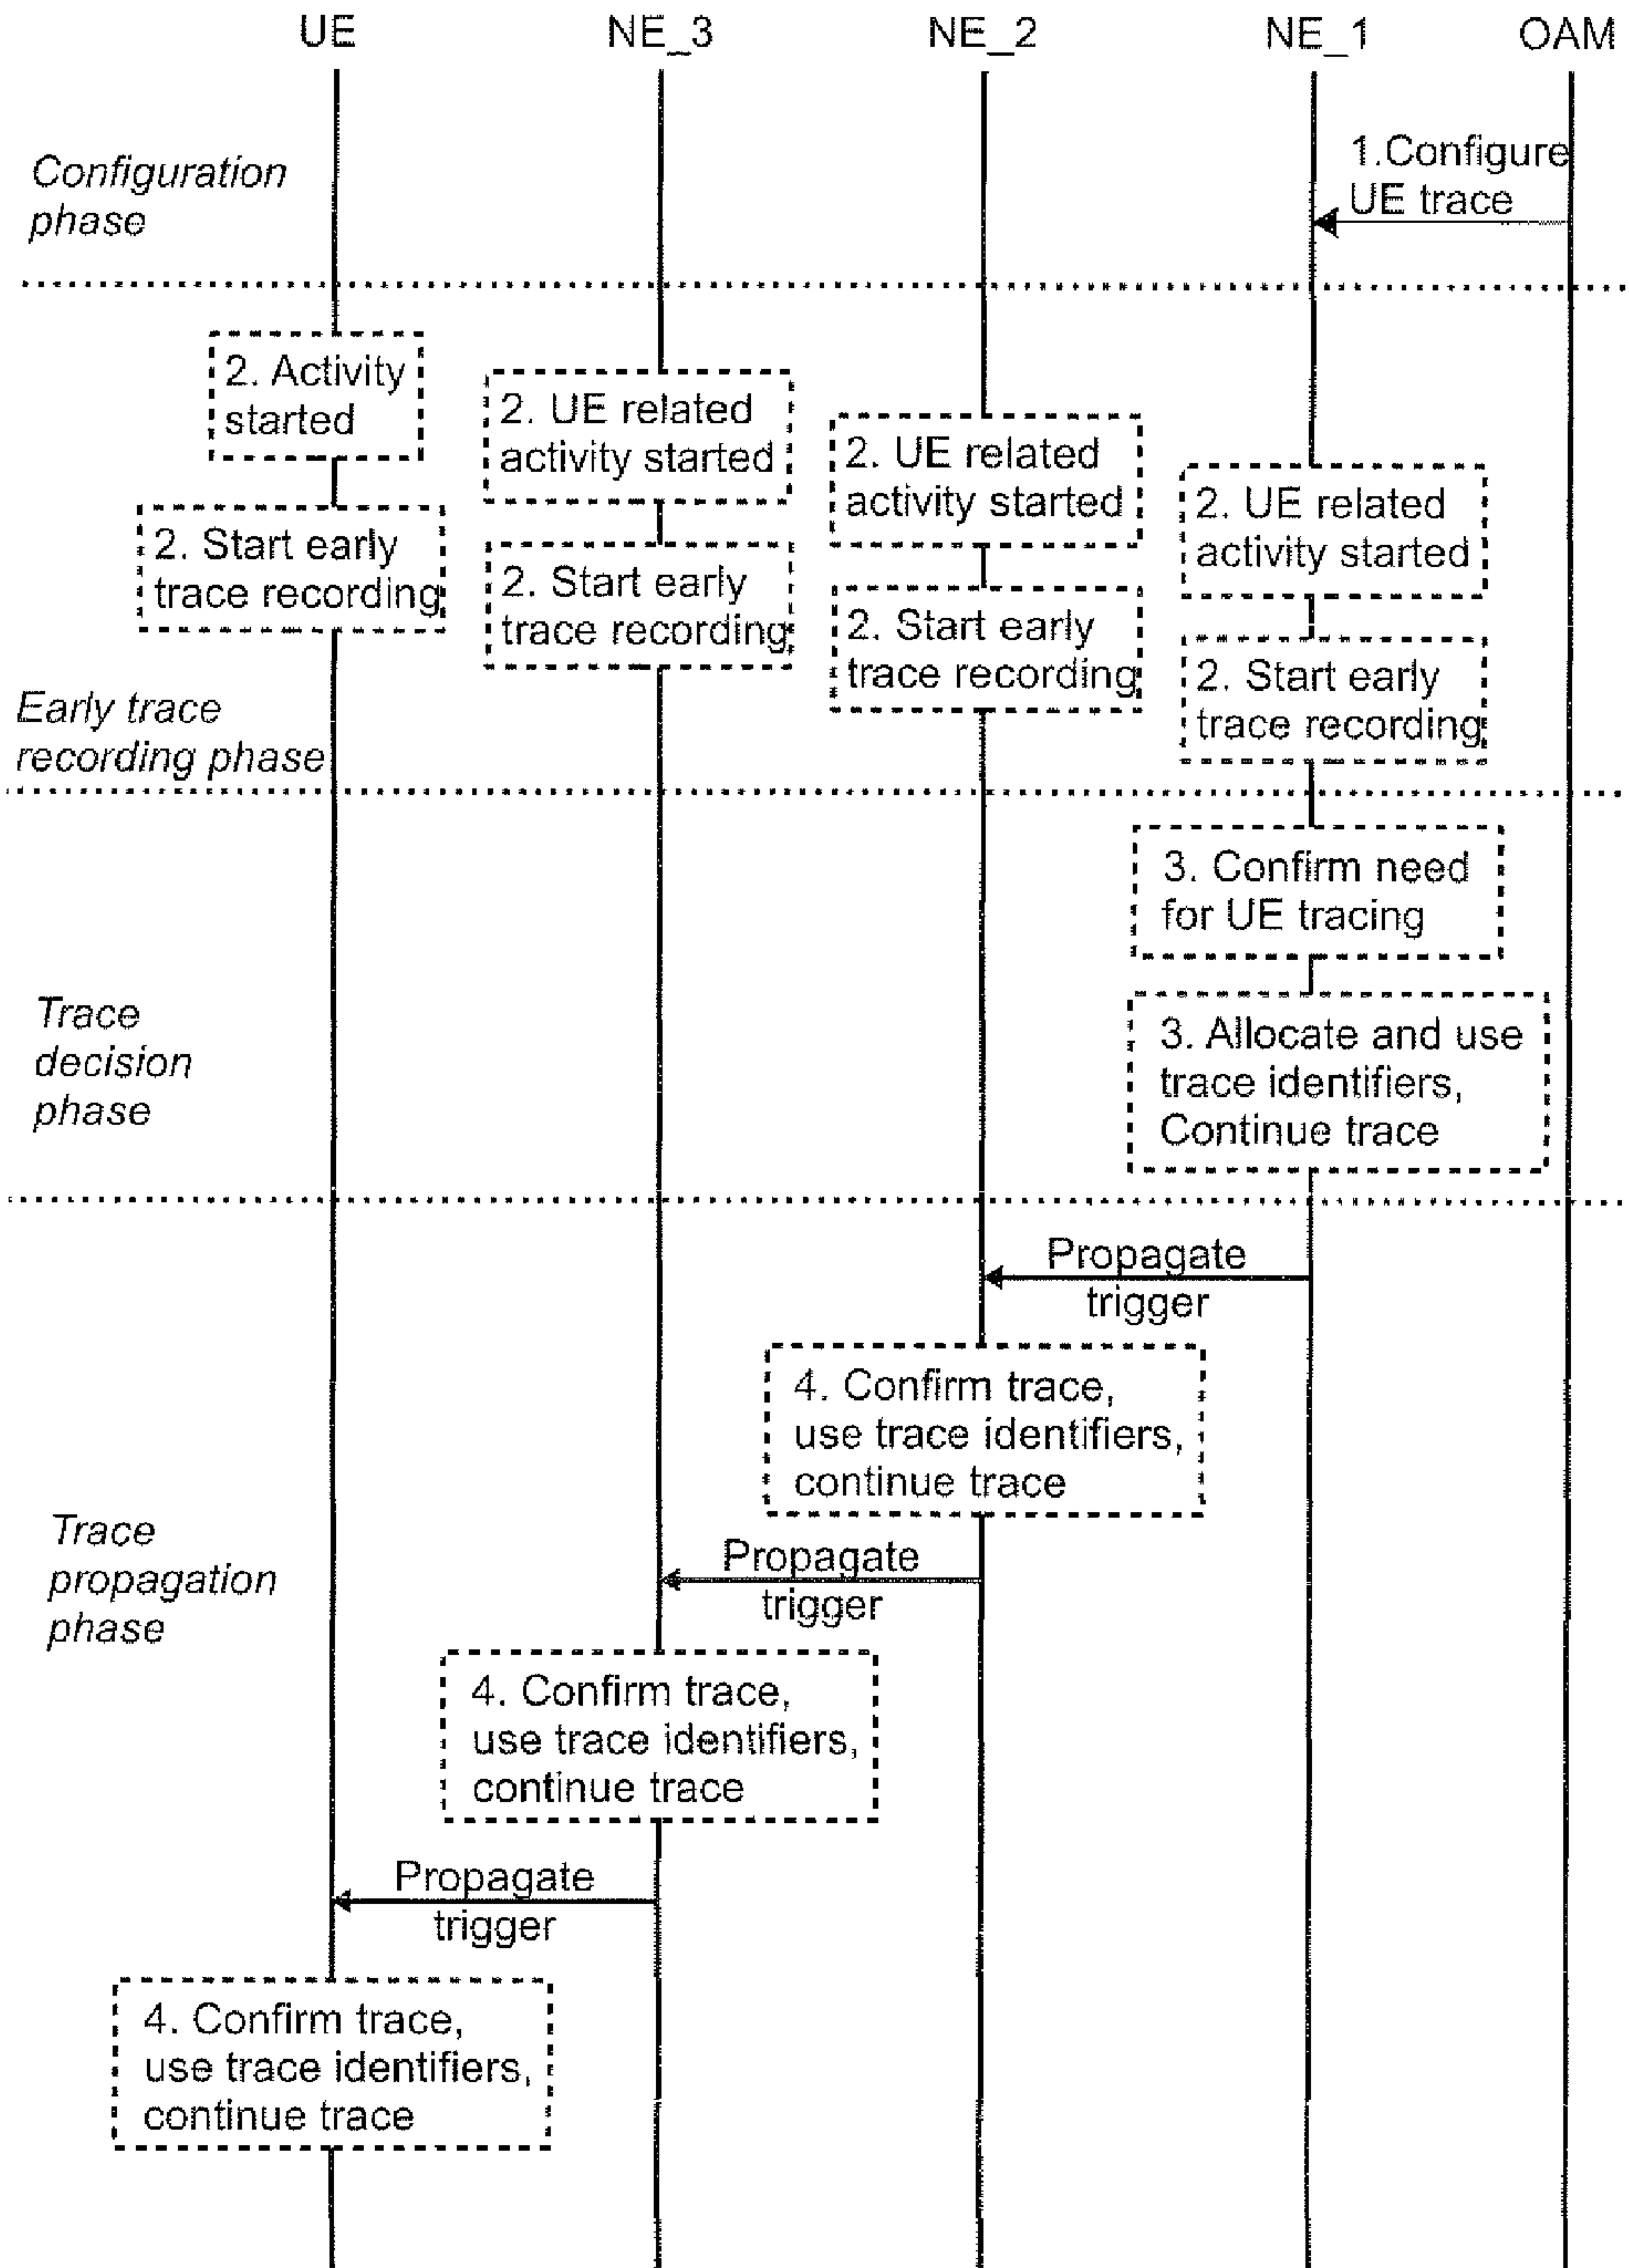 UE
NE_3
NE_2
NE_1
OAM
Configuration
phase
1.Configure
UE trace
2. Activity
started
2. Start early
trace recording
2. UE related
activity started
2. Start early
trace recording
2. UE related
activity started
2. Start early
trace recording
2. UE related
activity started
2. Start early
trace recording
Early trace
recording phase
3. Confirm need
for UE tracing
Trace
decision
phase
3. Allocate and use
trace identifiers,
Continue trace
Propagate
trigger
4. Confirm trace,
use trace identifiers,
continue trace
Trace
propagation
phase
Propagate
trigger
4. Confirm trace,
use trace identifiers,
continue trace
Propagate
trigger
4. Confirm trace,
use trace identifiers,
continue trace